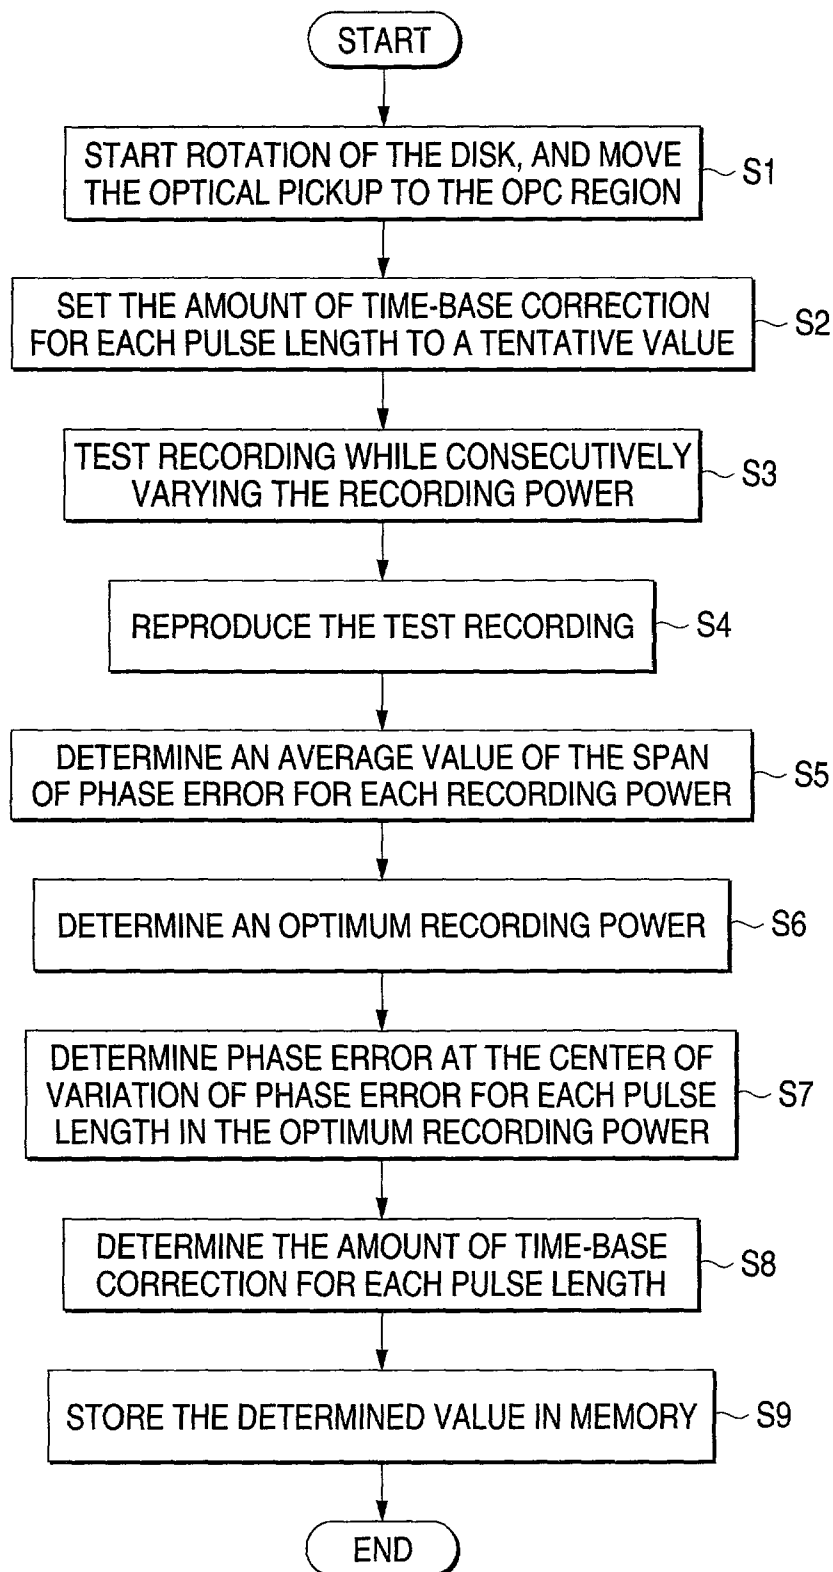 START
START ROTATION OF THE DISK, AND MOVE
THE OPTICAL PICKUP TO THE OPC REGION
S1
SET THE AMOUNT OF TIME-BASE CORRECTION
FOR EACH PULSE LENGTH TO A TENTATIVE VALUE
S2
TEST RECORDING WHILE CONSECUTIVELY
VARYING THE RECORDING POWER
S3
REPRODUCE THE TEST RECORDING
S4
DETERMINE AN AVERAGE VALUE OF THE SPAN
OF PHASE ERROR FOR EACH RECORDING POWER
S5
DETERMINE AN OPTIMUM RECORDING POWER
S6
DETERMINE PHASE ERROR AT THE CENTER OF
VARIATION OF PHASE ERROR FOR EACH PULSE
LENGTH IN THE OPTIMUM RECORDING POWER
S7
DETERMINE THE AMOUNT OF TIME-BASE
CORRECTION FOR EACH PULSE LENGTH
S8
STORE THE DETERMINED VALUE IN MEMORY
S9
END